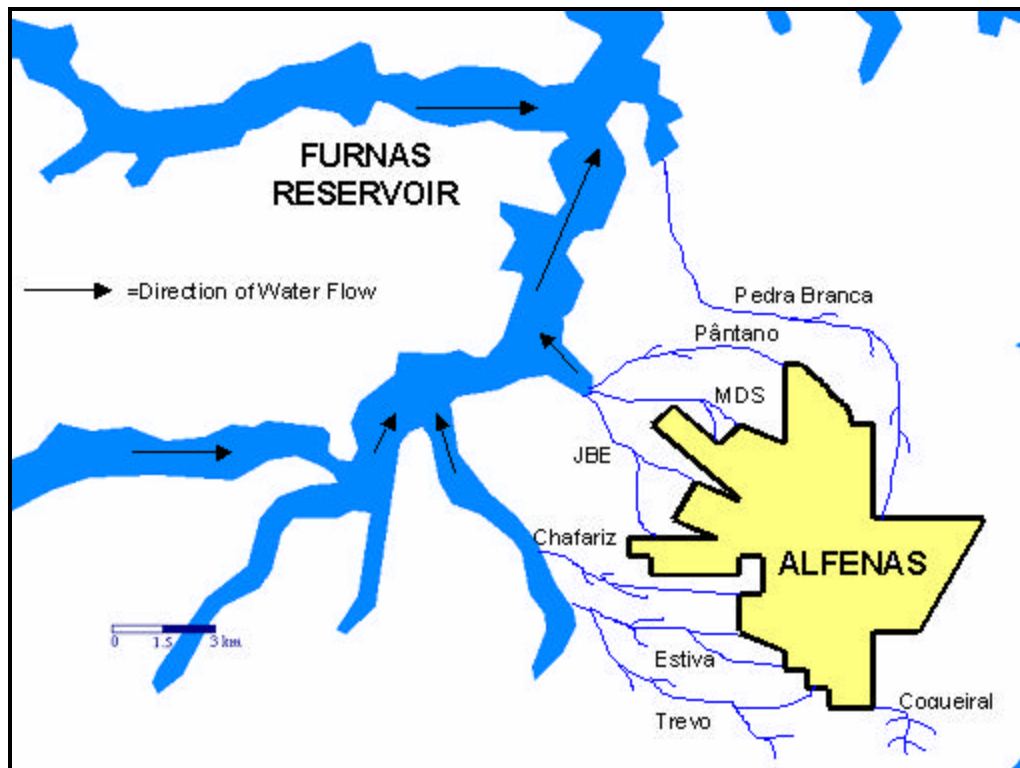 FURNAS
RESERVOIR
=Direction of Water Flow
Pedra Branca
Pântano
MDS
JBE
Chafariz
ALFENAS
0 1.5 3 km
Estiva
Coqueiral
Trevo